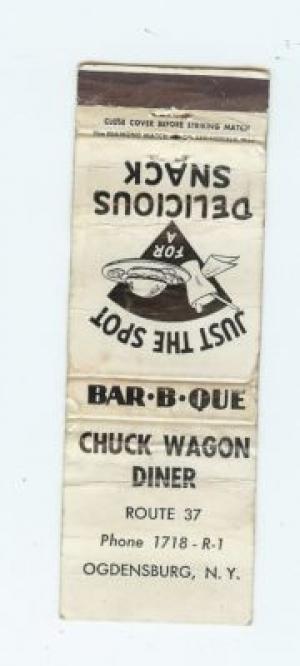 CLOSE COVER BEFORE STRIKING MATCH
JUST THE SPOT
FOR
A
DELICIOUS
SNACK
BAR·B·QUE
CHUCK WAGON
DINER
ROUTE 37
Phone 1718-R-1
OGDENSBURG, N.Y.